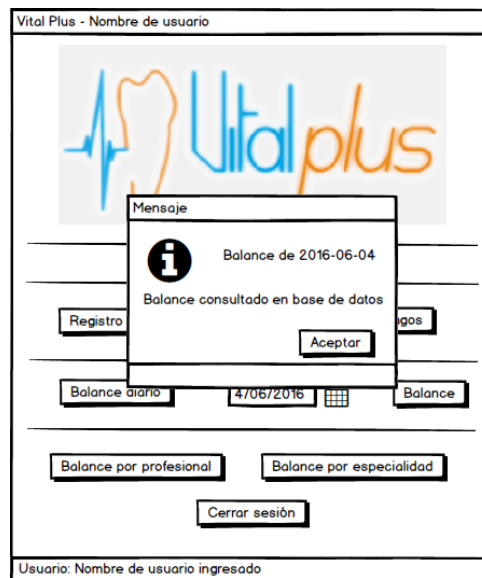 Vital Plus - Nombre de usuario
Vital plus
Mensaje
Balance de 2016-06-04
Balance consultado en base de datos
Aceptar
Registro
Balance diario
4/06/2016
Balance
Balance por profesional
Balance por especialidad
Cerrar sesión
Usuario: Nombre de usuario ingresado